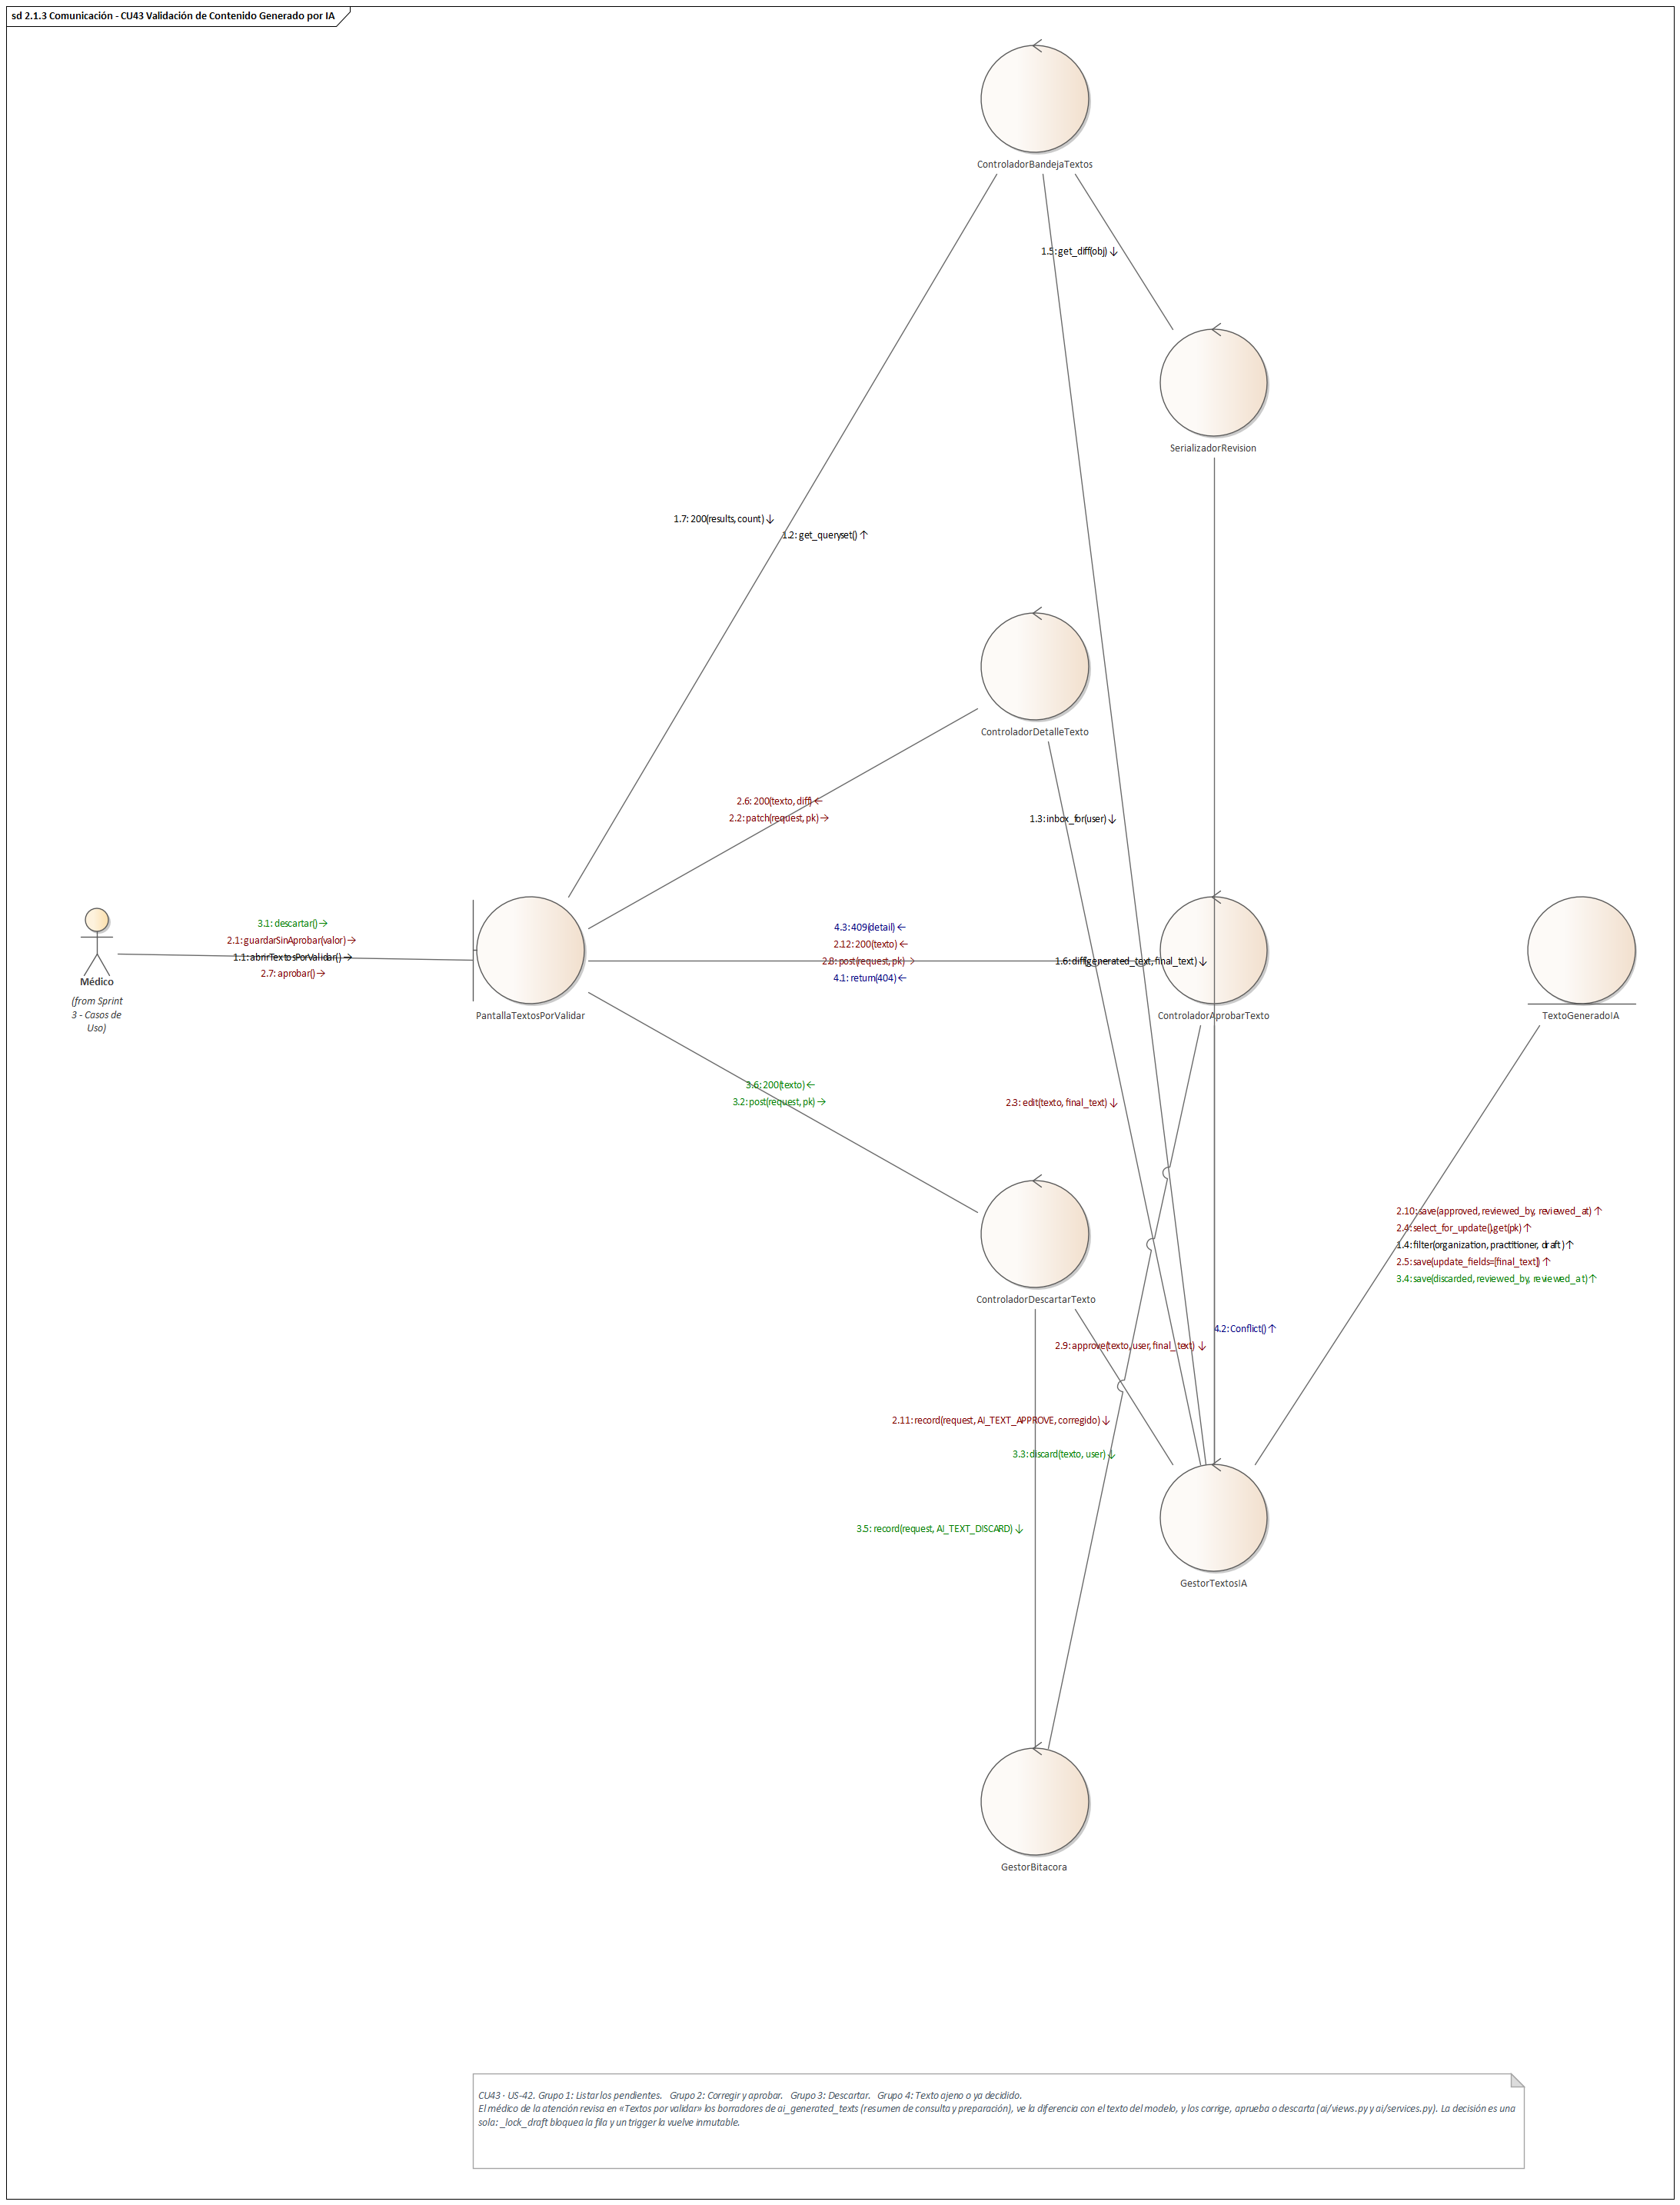 sd 2.1.3 Comunicación - CU43 Validación de Contenido Generado por IA
ControladorBandejaTextos
1.5: get_diff(obj)
SerializadorRevision
1.7: 200(results, count)
1.2: get_queryset()
ControladorDetalleTexto
2.6: 200(texto, diff)
2.2: patch(request, pk)
1.3: inbox_for(user)
3.1: descartar()
2.1: guardarSinAprobar(valor)
1.1: abrirTextosPorValidar()
2.7: aprobar()
Médico
(from Sprint
3 - Casos de
Uso)
PantallaTextosPorValidar
4.3: 409(detail)
2.12: 200(texto)
2.8: post(request, pk)
4.1: return(404)
1.6: diff(generated_text, final_text)
ControladorAprobarTexto
TextoGeneradoIA
3.6: 200(texto)
3.2: post(request, pk)
2.3: edit(texto, final_text)
2.10: save(approved, reviewed_by, reviewed_at)
2.4: select_for_update().get(pk)
1.4: filter(organization, practitioner, draft)
2.5: save(update_fields=[final_text])
3.4: save(discarded, reviewed_by, reviewed_at)
ControladorDescartarTexto
4.2: Conflict()
2.9: approve(texto, user, final_text)
2.11: record(request, AI_TEXT_APPROVE, corregido)
3.3: discard(texto, user)
3.5: record(request, AI_TEXT_DISCARD)
GestorTextosIA
GestorBitacora
CU43 · US-42. Grupo 1: Listar los pendientes. Grupo 2: Corregir y aprobar. Grupo 3: Descartar. Grupo 4: Texto ajeno o ya decidido.
El médico de la atención revisa en «Textos por validar» los borradores de ai_generated_texts (resumen de consulta y preparación), ve la diferencia con el texto del modelo, y los corrige, aprueba o descarta (ai/views.py y ai/services.py). La decisión es una
sola: _lock_draft bloquea la fila y un trigger la vuelve inmutable.